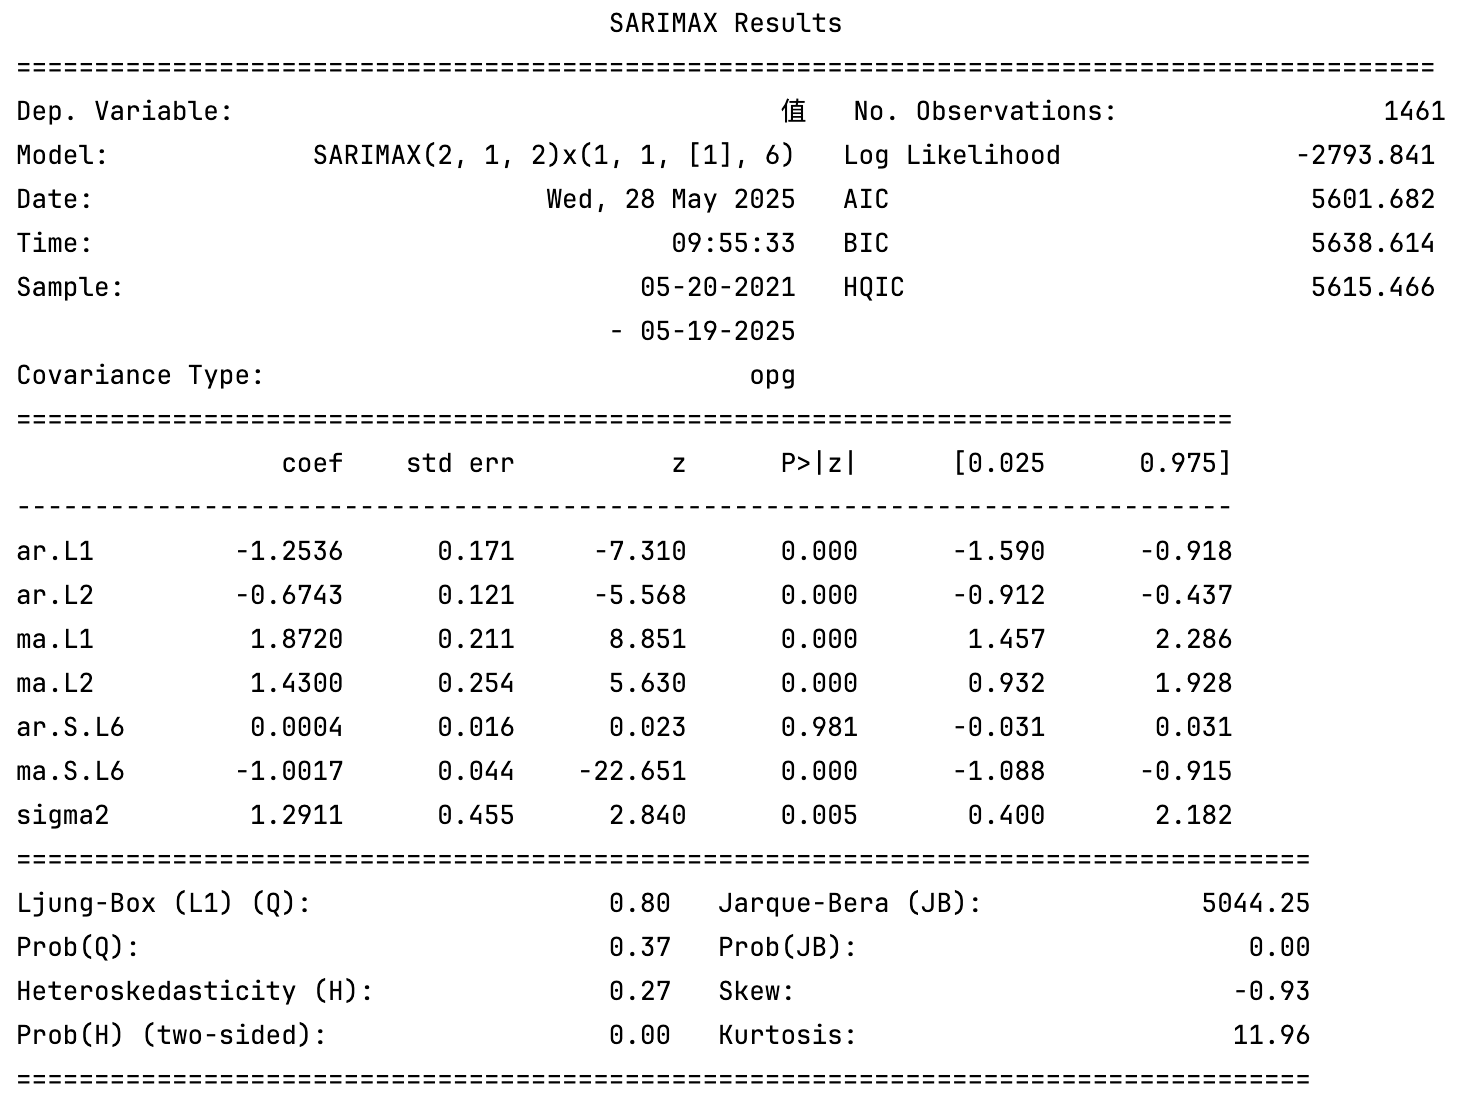 SARIMAX Results
==========================================================================================
Dep. Variable:                                   值   No. Observations:                 1461
Model:             SARIMAX(2, 1, 2)x(1, 1, [1], 6)   Log Likelihood               -2793.841
Date:                             Wed, 28 May 2025   AIC                           5601.682
Time:                                     09:55:33   BIC                           5638.614
Sample:                                 05-20-2021   HQIC                          5615.466
                                      - 05-19-2025
Covariance Type:                               opg
==============================================================================
                 coef    std err          z      P>|z|      [0.025      0.975]
------------------------------------------------------------------------------
ar.L1         -1.2536      0.171     -7.310      0.000      -1.590      -0.918
ar.L2         -0.6743      0.121     -5.568      0.000      -0.912      -0.437
ma.L1          1.8720      0.211      8.851      0.000       1.457       2.286
ma.L2          1.4300      0.254      5.630      0.000       0.932       1.928
ar.S.L6        0.0004      0.016      0.023      0.981      -0.031       0.031
ma.S.L6       -1.0017      0.044    -22.651      0.000      -1.088      -0.915
sigma2         1.2911      0.455      2.840      0.005       0.400       2.182
===================================================================================
Ljung-Box (L1) (Q):                   0.80   Jarque-Bera (JB):              5044.25
Prob(Q):                              0.37   Prob(JB):                         0.00
Heteroskedasticity (H):               0.27   Skew:                            -0.93
Prob(H) (two-sided):                  0.00   Kurtosis:                        11.96
===================================================================================